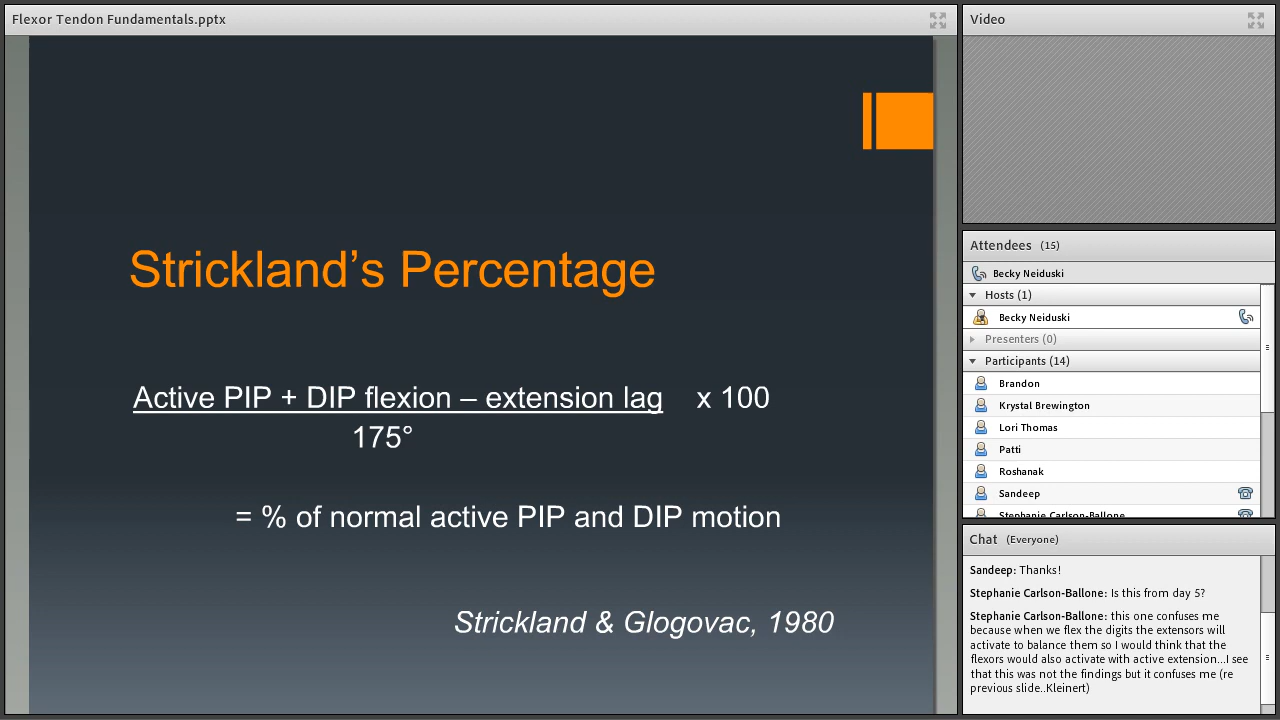 Flexor Tendon Fundamentals.pptx
Strickland’s Percentage
Active PIP + DIP flexion – extension lag x 100
175°
= % of normal active PIP and DIP motion
Strickland & Glogovac, 1980
Video
Attendees (15)
Becky Neiduski
Hosts (1)
Becky Neiduski
Presenters (0)
Participants (14)
Brandon
Krystal Brewington
Lori Thomas
Patti
Roshanak
Sandeep
Stephanie Carlson-Ballone
Chat (Everyone)
Sandeep: Thanks!
Stephanie Carlson-Ballone: Is this from day 5?
Stephanie Carlson-Ballone: this one confuses me
because when we flex the digits the extensors will
activate to balance them so I would think that the
flexors would also activate with active extension...I see
that this was not the findings but it confuses me (re
previous slide..Kleinert)